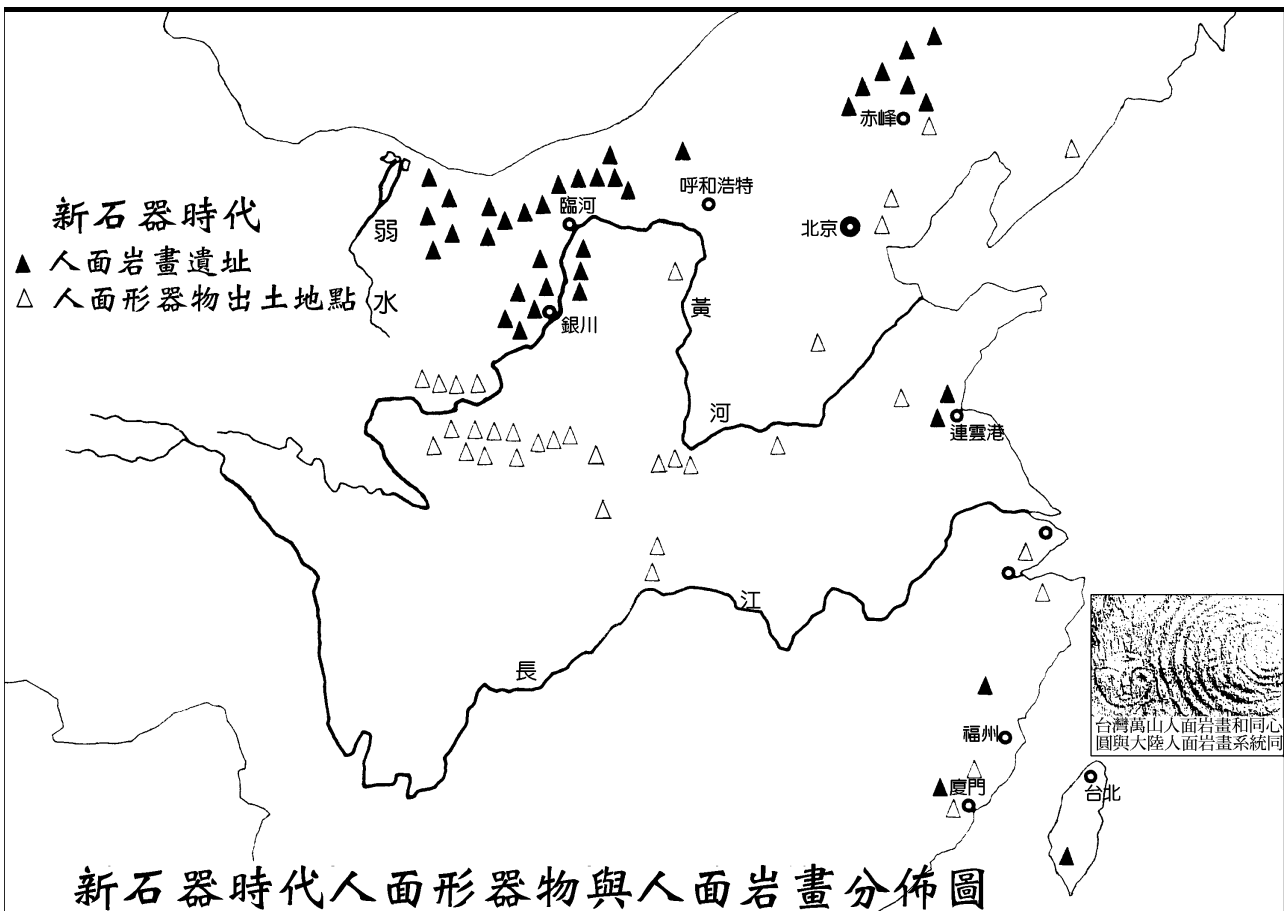 赤峰
呼和浩特
新石器時代
臨河
北京
弱
水
▲ 人面岩畫遺址
△ 人面形器物出土地點
黃
河
銀川
連雲港
江
長
台灣萬山人面岩畫和同心
圓與大陸人面岩畫系統同
福州
廈門
台北
新石器時代人面形器物與人面岩畫分佈圖